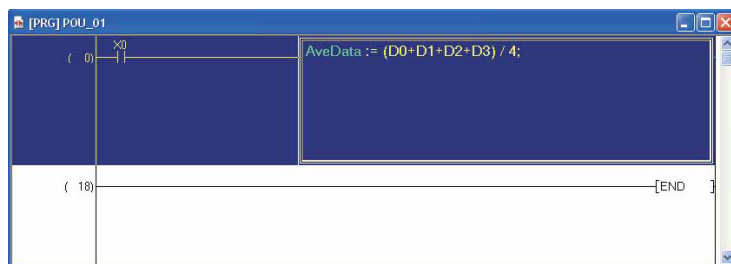 [PRG] POU_01
X0
( 0)
AveData := (D0+D1+D2+D3) / 4;
( 18)
[END ]